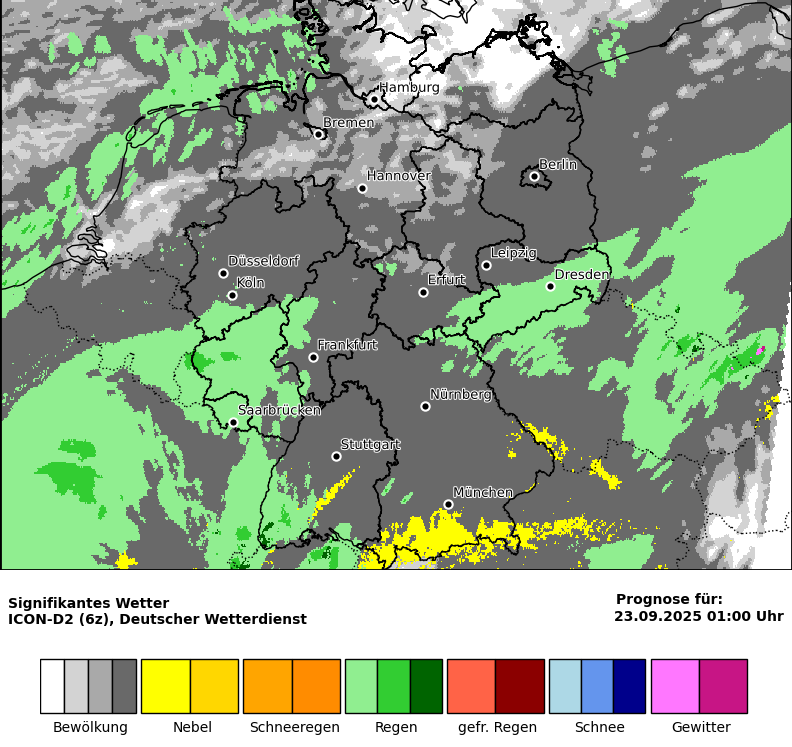 Hamburg
Bremen
Berlin
Hannover
Leipzig
Düsseldorf
Dresden
Köln
Erfurt
Frankfurt
Nürnberg
Saarbrücken
Stuttgart
München
Signifikantes Wetter
ICON-D2 (6z), Deutscher Wetterdienst
Prognose für:
23.09.2025 01:00 Uhr
Bewölkung
Nebel
Schneeregen
Regen
gefr. Regen
Schnee
Gewitter